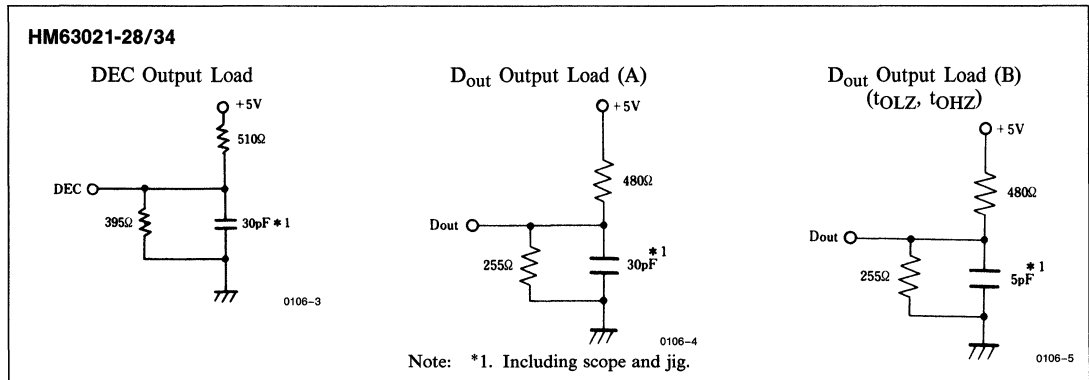 HM63021-28/34
DEC Output Load
+5V
510Ω
DEC
395Ω
30pF *1
0106-3
Dout Output Load (A)
+5V
480Ω
Dout
255Ω
30pF *1
0106-4
Dout Output Load (B)
(tOLZ, tOHZ)
+5V
480Ω
Dout
255Ω
5pF *1
0106-5
Note: *1. Including scope and jig.